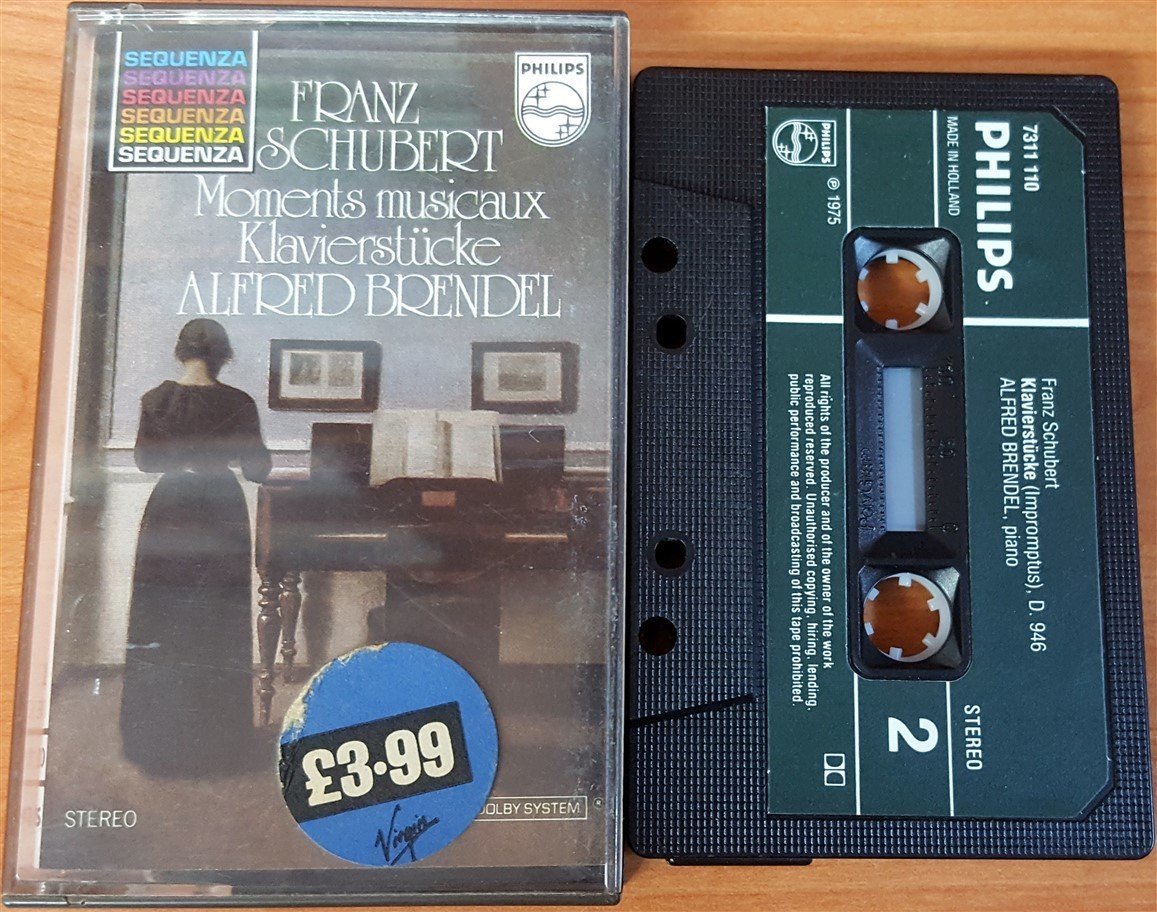 SEQUENZA
SEQUENZA
SEQUENZA
SEQUENZA
SEQUENZA
SEQUENZA
PHILIPS
FRANZ
SCHUBERT
Moments musicaux
Klavierstücke
ALFRED BRENDEL
£3·99
Virgin
STEREO
DOLBY SYSTEM
®
7311 110
MADE IN HOLLAND
PHILIPS
PHILIPS
℗ 1975
Franz Schubert
Klavierstücke (Impromptus), D. 946
ALFRED BRENDEL, piano
100 50 0
All rights of the producer and of the owner of the work
reproduced reserved. Unauthorised copying, hiring, lending,
public performance and broadcasting of this tape prohibited.
STEREO
2